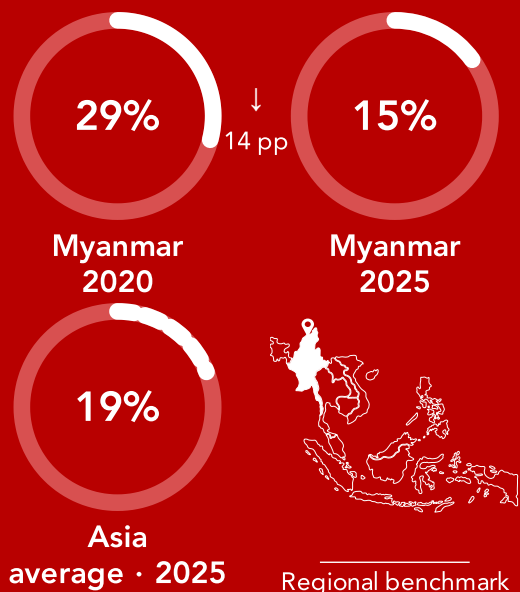 29%
↓
14 pp
15%
Myanmar
2020
Myanmar
2025
19%
Asia
average · 2025
Regional benchmark